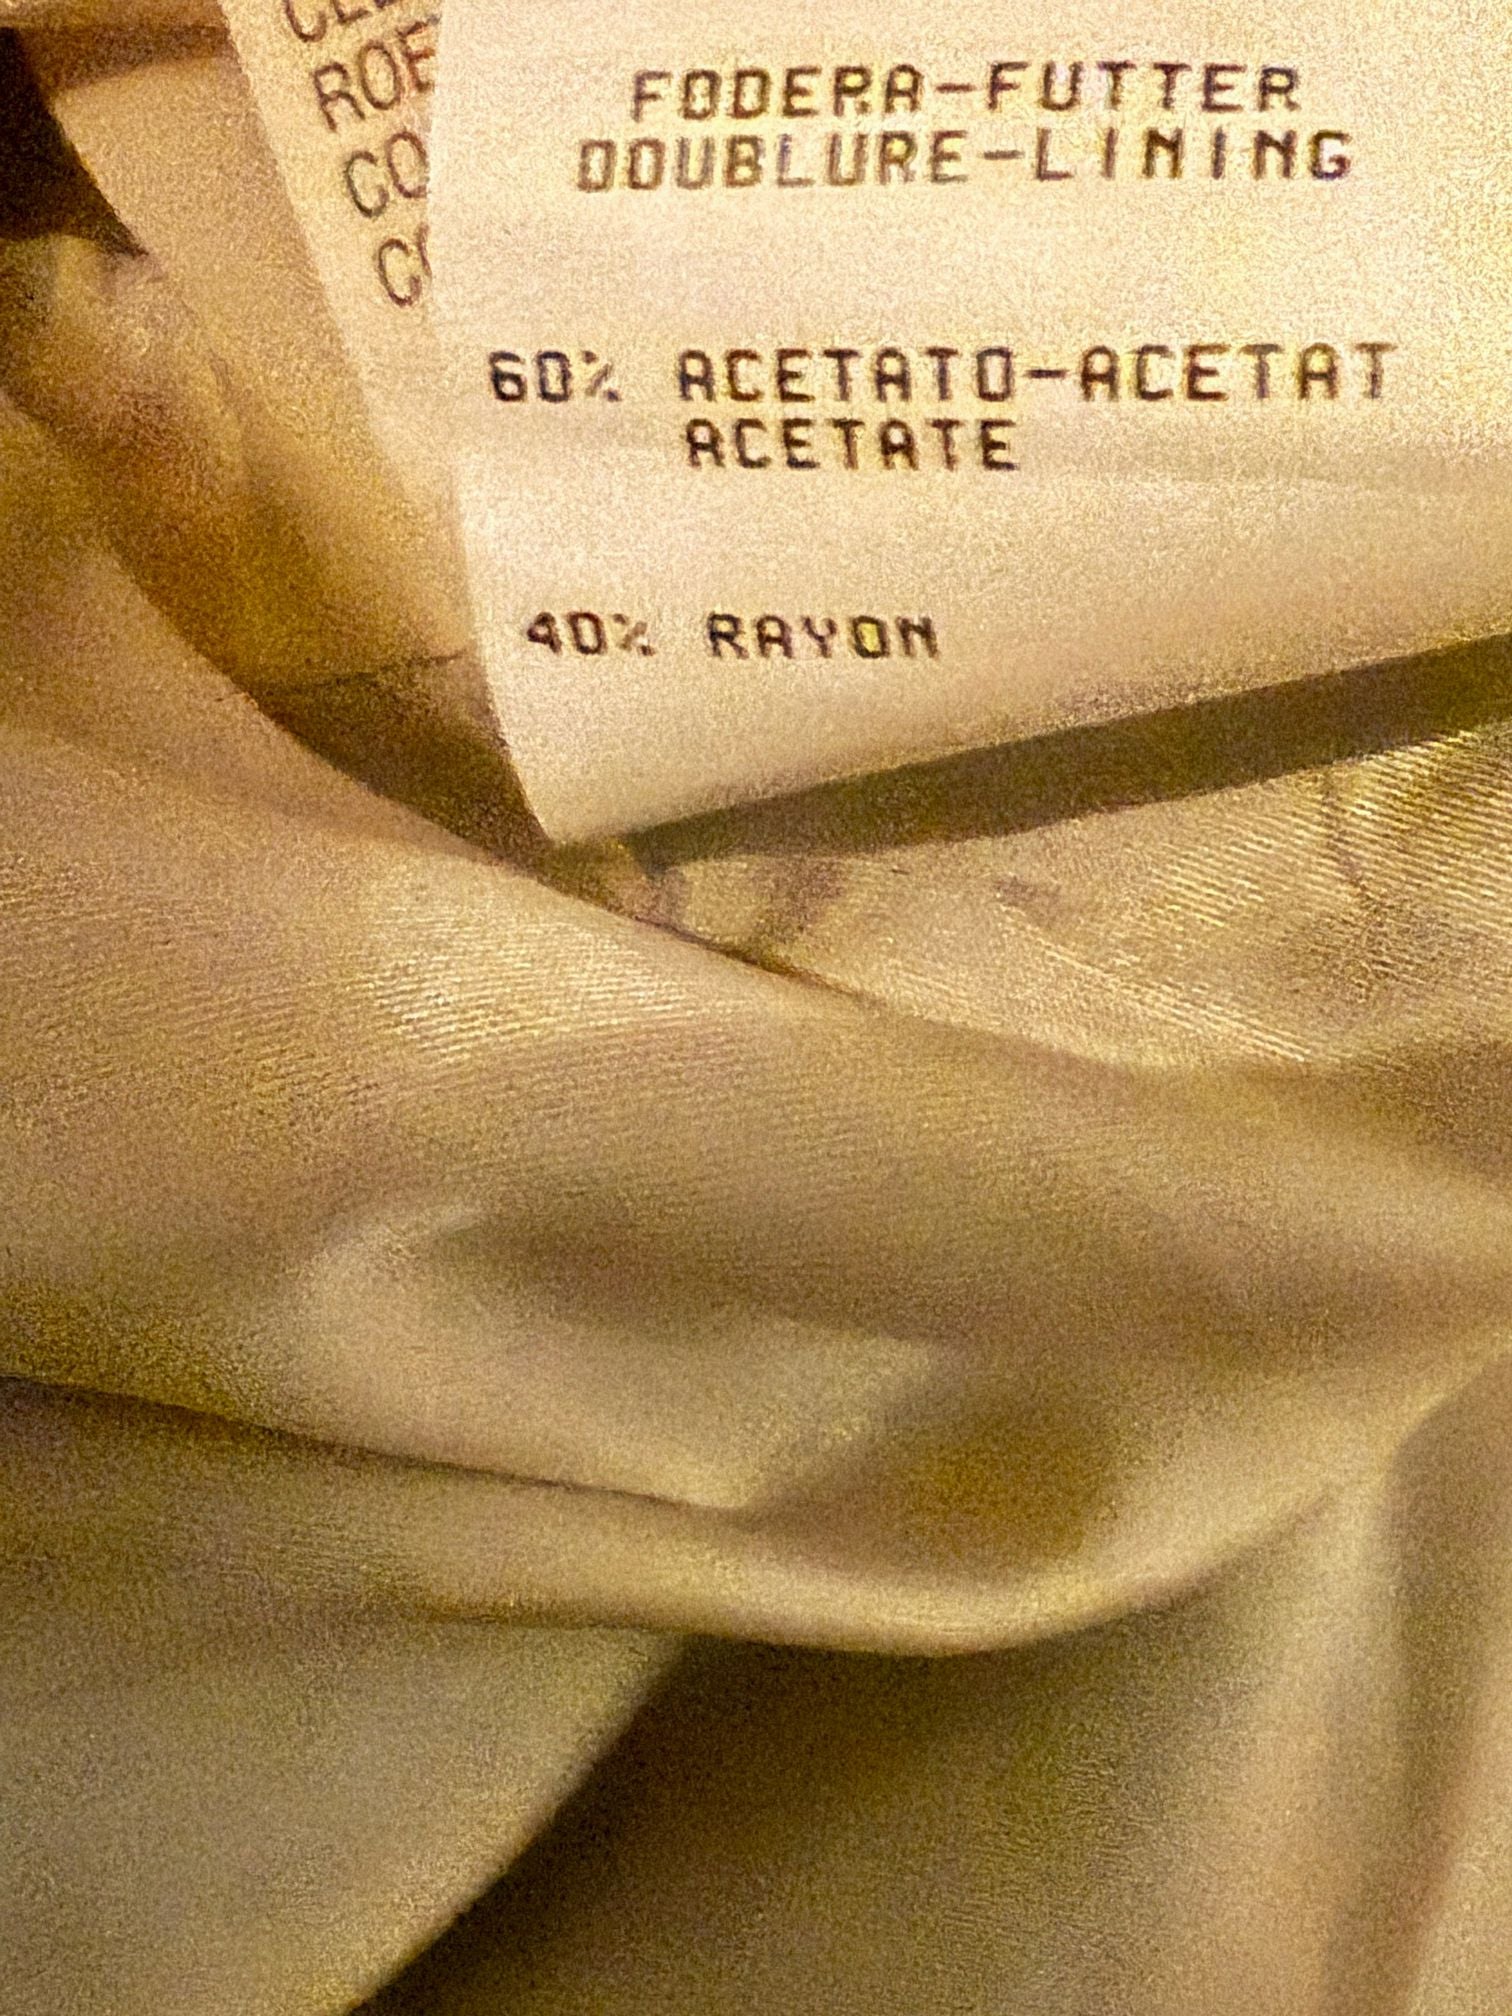 FODERA-FUTTER
DOUBLURE-LINING
60% ACETATO-ACETAT
ACETATE
40% RAYON